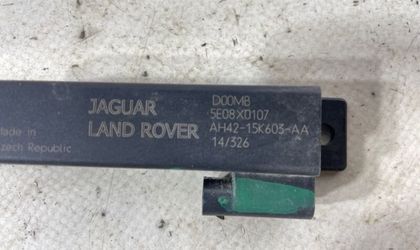 JAGUAR
LAND ROVER
D00MB
5E08X0107
AH42-15K603-AA
14/326
ade in
zech Republic